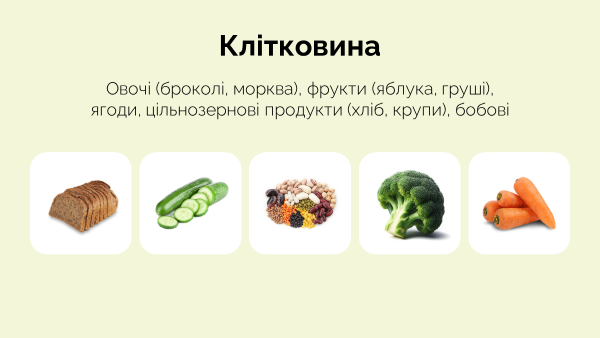 Клітковина
Овочі (броколі, морква), фрукти (яблука, груші),
ягоди, цільнозернові продукти (хліб, крупи), бобові